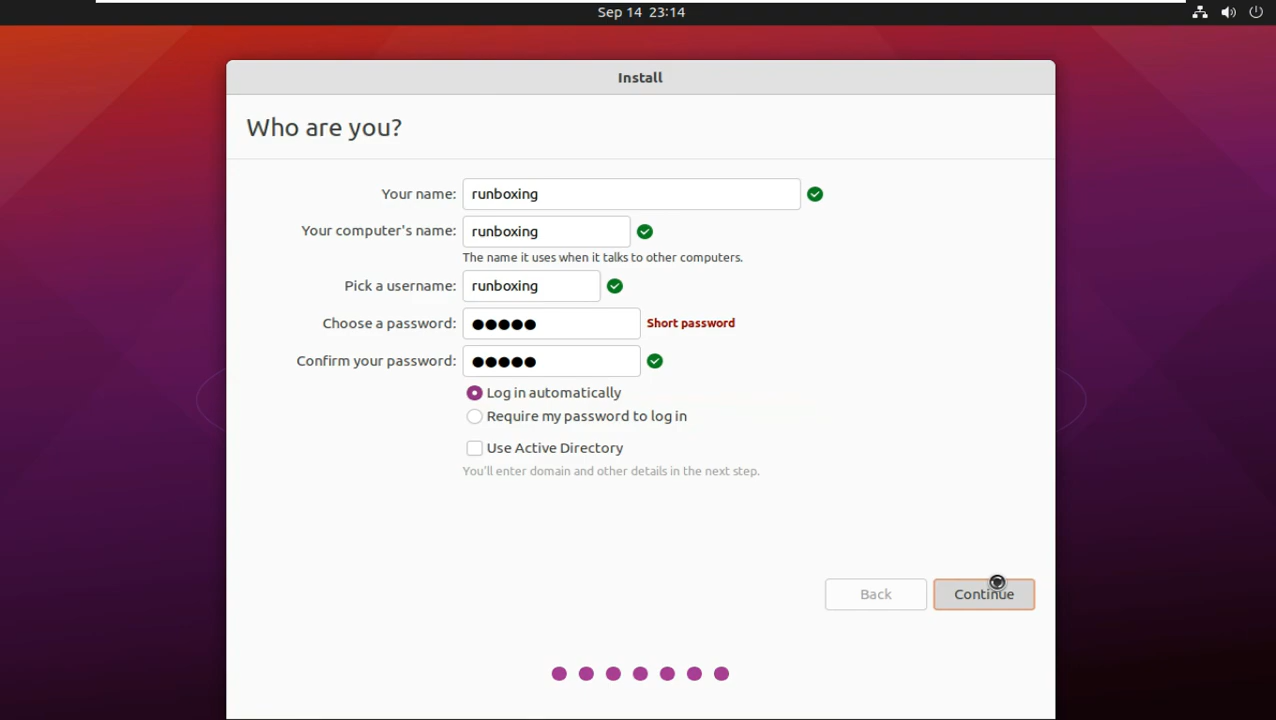 Sep 14 23:14
Install
Who are you?
Your name: runboxing
Your computer's name: runboxing
The name it uses when it talks to other computers.
Pick a username: runboxing
Choose a password: ●●●●● Short password
Confirm your password: ●●●●●
Log in automatically
Require my password to log in
Use Active Directory
You'll enter domain and other details in the next step.
Back Continue